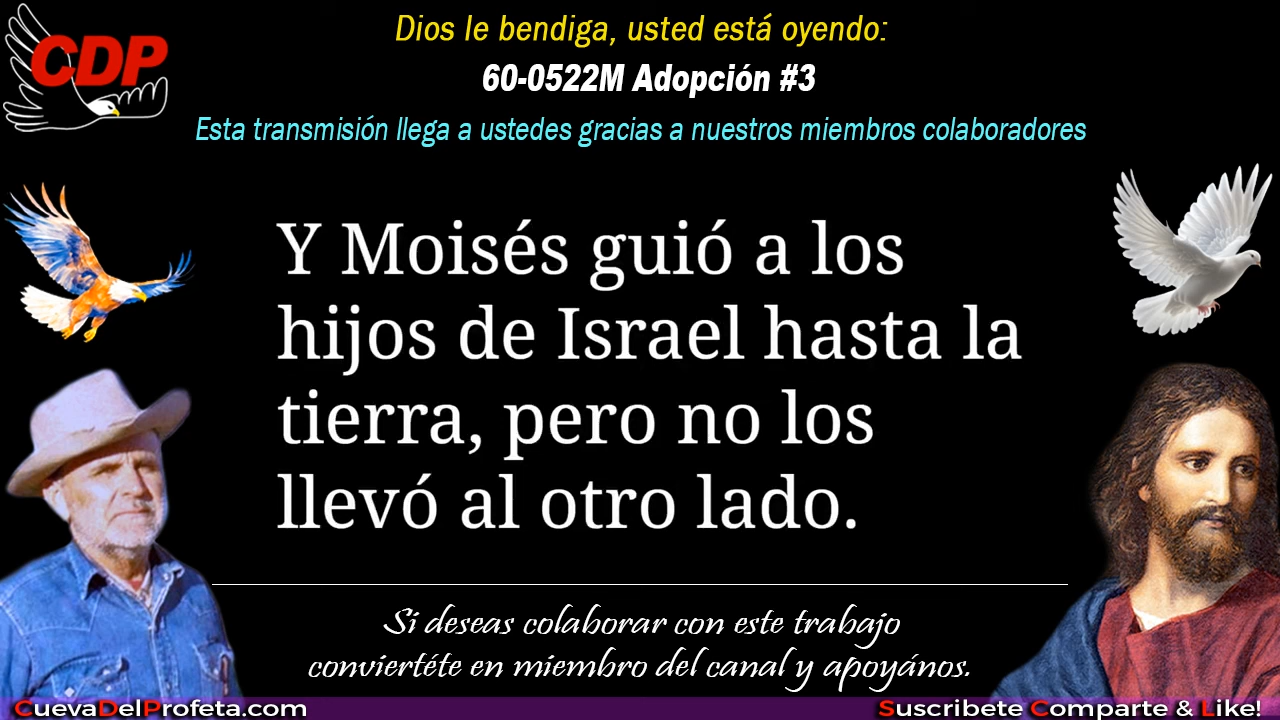 CDP
Dios le bendiga, usted está oyendo:
60-0522M Adopción #3
Esta transmisión llega a ustedes gracias a nuestros miembros colaboradores
Y Moisés guió a los
hijos de Israel hasta la
tierra, pero no los
llevó al otro lado.
Si deseas colaborar con este trabajo
conviertéte en miembro del canal y apoyános.
CuevaDelProfeta.com
Suscribete Comparte & Like!